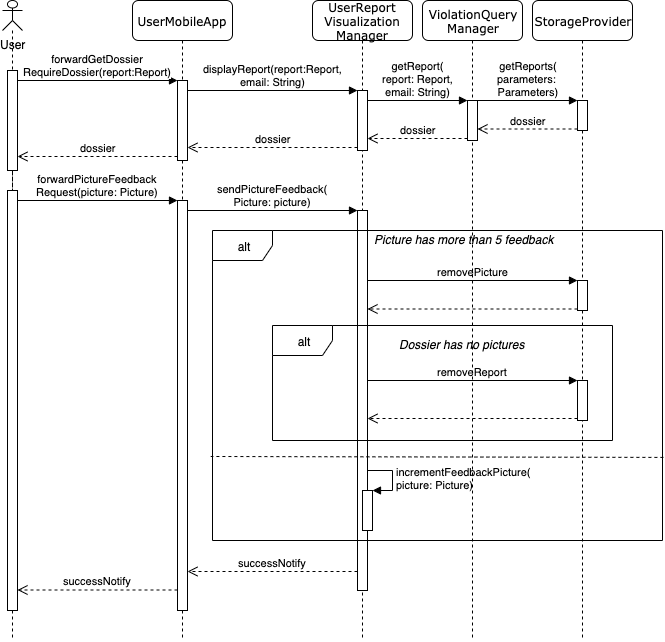 User
UserMobileApp
UserReport
Visualization
Manager
ViolationQuery
Manager
StorageProvider
forwardGetDossier
RequireDossier(report:Report)
displayReport(report:Report,
email: String)
getReport(
report: Report,
email: String)
getReports(
parameters:
Parameters)
dossier
dossier
dossier
dossier
forwardPictureFeedback
Request(picture: Picture)
sendPictureFeedback(
Picture: picture)
alt
Picture has more than 5 feedback
removePicture
alt
Dossier has no pictures
removeReport
incrementFeedbackPicture(
picture: Picture)
successNotify
successNotify